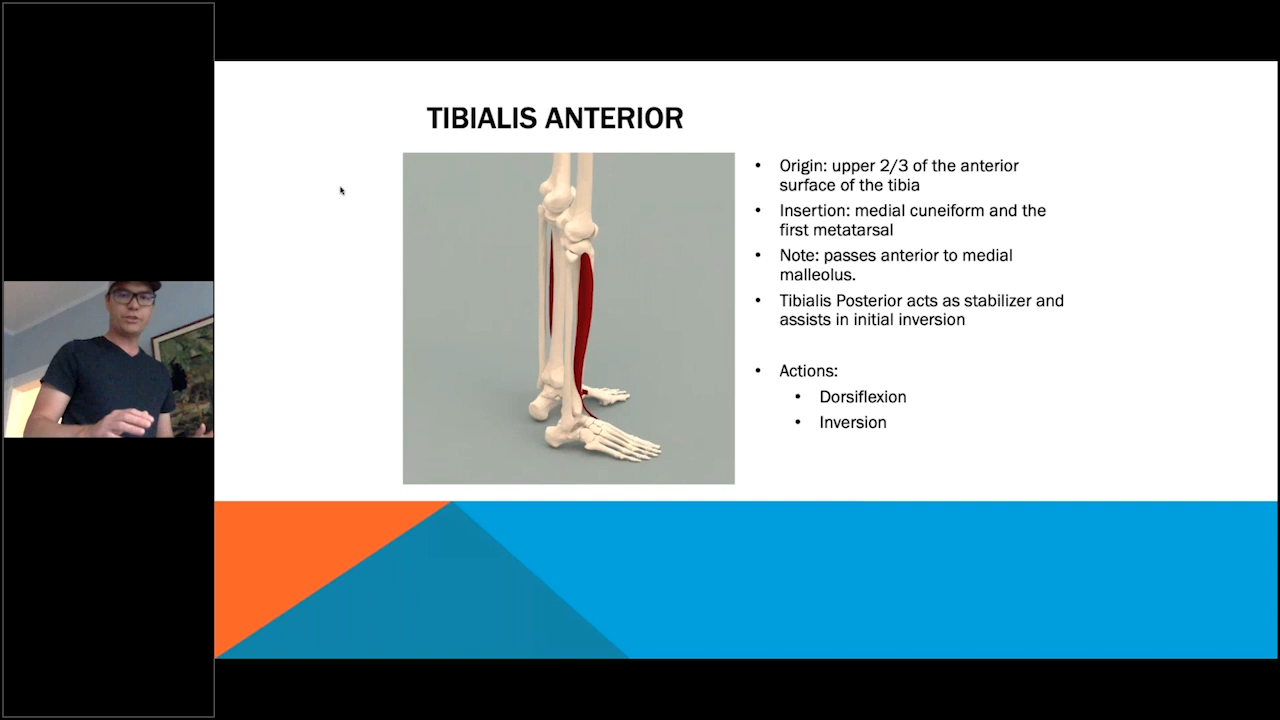 TIBIALIS ANTERIOR
• Origin: upper 2/3 of the anterior
surface of the tibia
• Insertion: medial cuneiform and the
first metatarsal
• Note: passes anterior to medial
malleolus.
• Tibialis Posterior acts as stabilizer and
assists in initial inversion
• Actions:
• Dorsiflexion
• Inversion